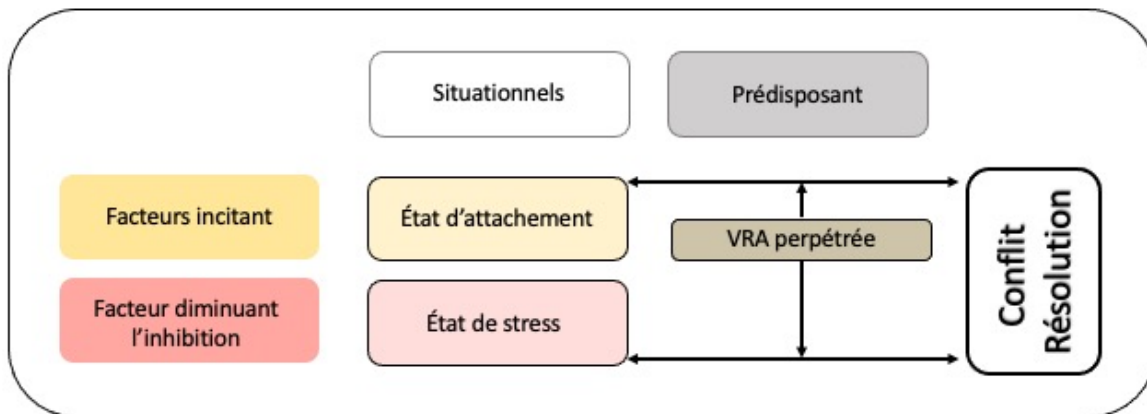 Situationnels
Prédisposant
Facteurs incitant
État d’attachement
VRA perpétrée
Facteur diminuant
l’inhibition
État de stress
Conflit
Résolution